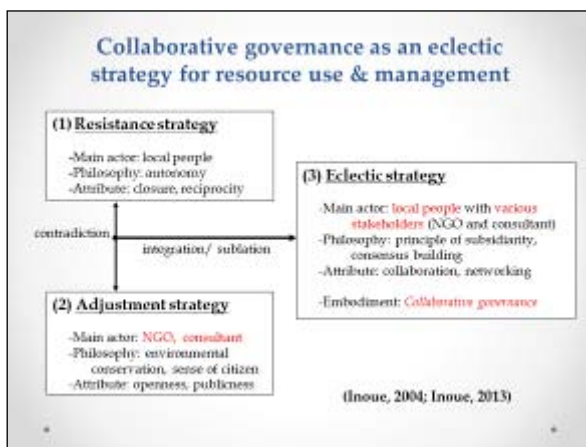 Collaborative governance as an eclectic
strategy for resource use & management
(1) Resistance strategy
-Main actor: local people
-Philosophy: autonomy
-Attribute: closure, reciprocity
contradiction
integration/ sublation
(2) Adjustment strategy
-Main actor: NGO, consultant
-Philosophy: environmental
conservation, sense of citizen
-Attribute: openness, publicness
(3) Eclectic strategy
-Main actor: local people with various
stakeholders (NGO and consultant)
-Philosophy: principle of subsidiarity,
consensus building
-Attribute: collaboration, networking
-Embodiment: Collaborative governance
(Inoue, 2004; Inoue, 2013)